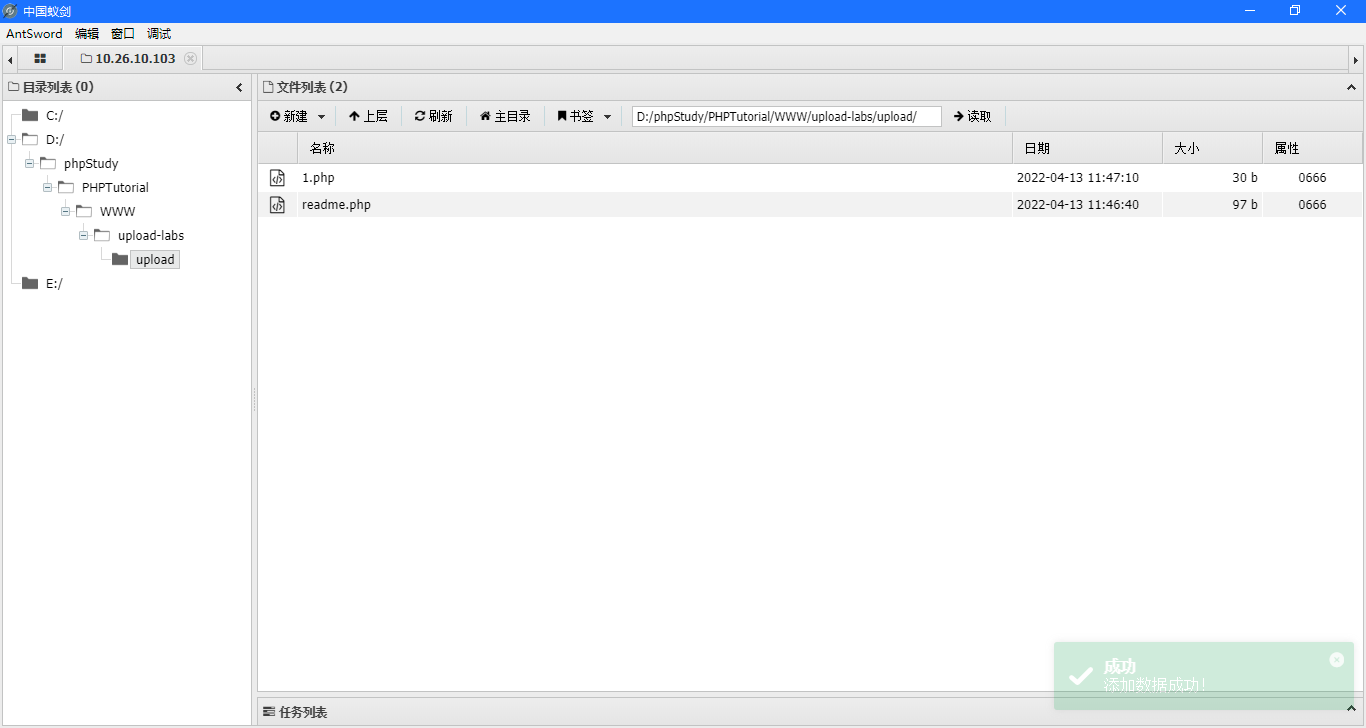 中国蚁剑
AntSword 编辑 窗口 调试
10.26.10.103
目录列表 (0)
C:/
D:/
phpStudy
PHPTutorial
WWW
upload-labs
upload
E:/
文件列表 (2)
新建 上层 刷新 主目录 书签 D:/phpStudy/PHPTutorial/WWW/upload-labs/upload/ 读取
名称 日期 大小 属性
1.php 2022-04-13 11:47:10 30 b 0666
readme.php 2022-04-13 11:46:40 97 b 0666
成功
添加数据成功!
任务列表